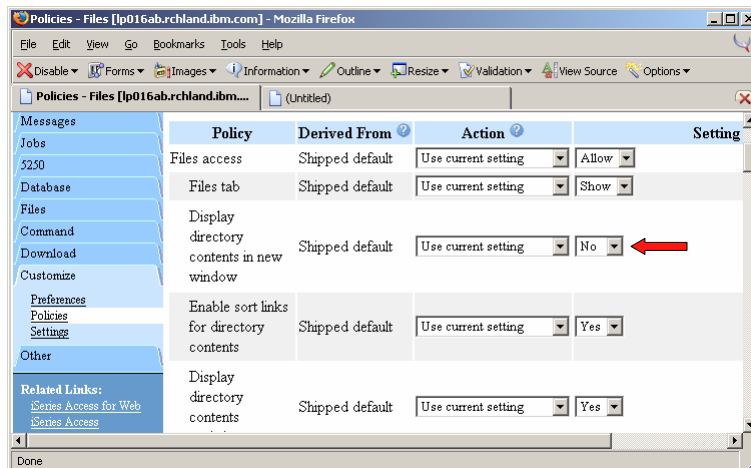 Policies - Files [lp016ab.rchland.ibm.com] - Mozilla Firefox
File Edit View Go Bookmarks Tools Help
Disable Forms Images Information Outline Resize Validation View Source Options
Policies - Files [lp016ab.rchland.ibm.... (Untitled)
Messages
Jobs
5250
Database
Files
Command
Download
Customize
Preferences
Policies
Settings
Other
Related Links:
iSeries Access for Web
iSeries Access
Policy Derived From ? Action ? Setting
Files access Shipped default Use current setting Allow
Files tab Shipped default Use current setting Show
Display
directory
contents in new
window
Shipped default Use current setting No
Enable sort links
for directory
contents
Shipped default Use current setting Yes
Display
directory
contents
Shipped default Use current setting Yes
Done